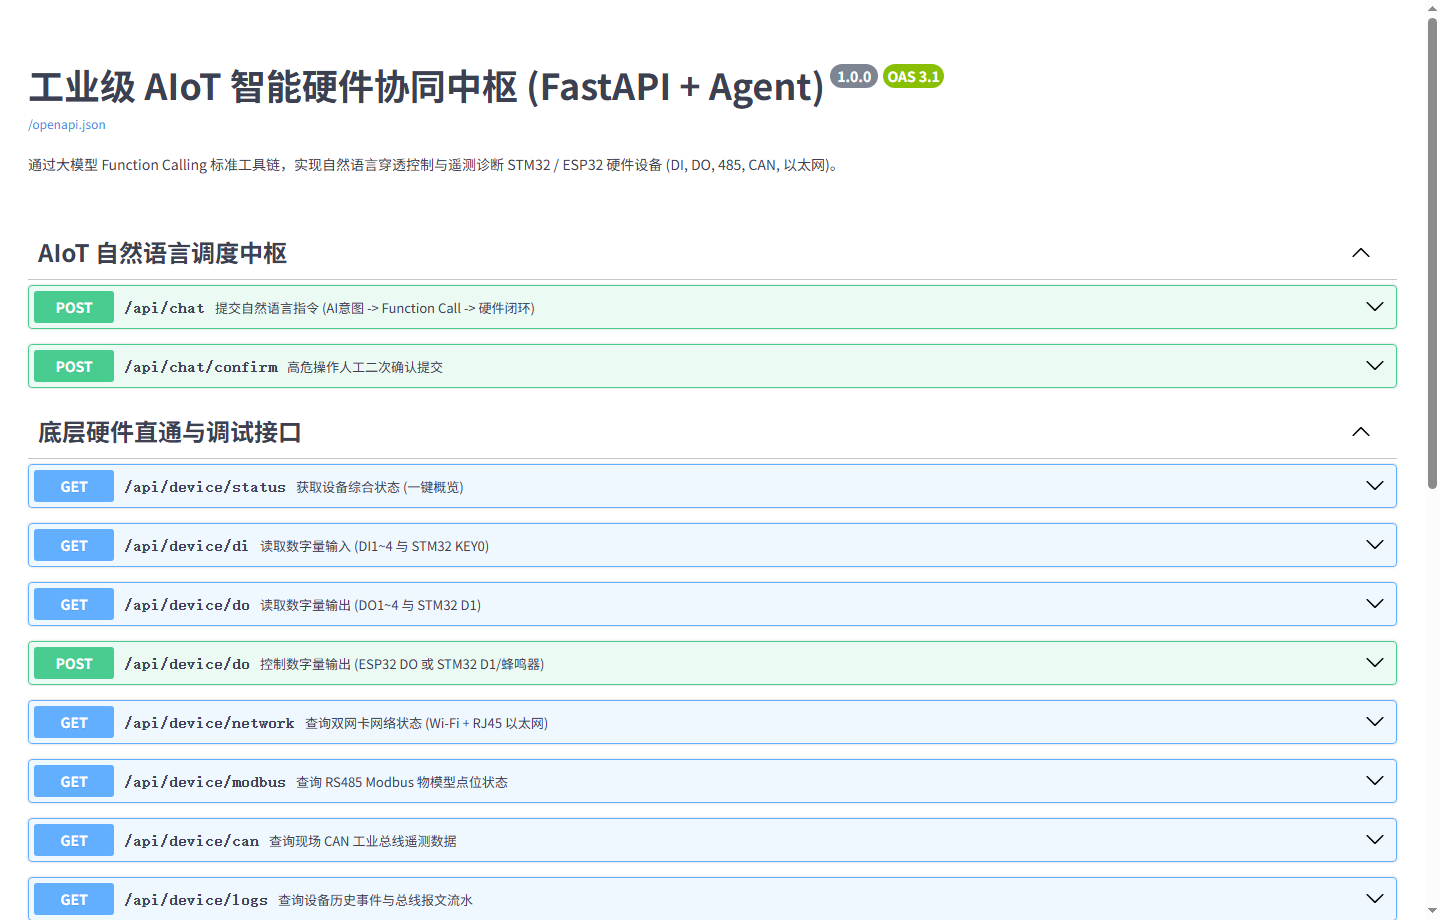 工业级 AIoT 智能硬件协同中枢 (FastAPI + Agent) 1.0.0 OAS 3.1
/openapi.json
通过大模型 Function Calling 标准工具链，实现自然语言穿透控制与遥测诊断 STM32 / ESP32 硬件设备 (DI, DO, 485, CAN, 以太网)。
AIoT 自然语言调度中枢
POST /api/chat 提交自然语言指令 (AI意图 -> Function Call -> 硬件闭环)
POST /api/chat/confirm 高危操作人工二次确认提交
底层硬件直通与调试接口
GET /api/device/status 获取设备综合状态 (一键概览)
GET /api/device/di 读取数字量输入 (DI1~4 与 STM32 KEY0)
GET /api/device/do 读取数字量输出 (DO1~4 与 STM32 D1)
POST /api/device/do 控制数字量输出 (ESP32 DO 或 STM32 D1/蜂鸣器)
GET /api/device/network 查询双网卡网络状态 (Wi-Fi + RJ45 以太网)
GET /api/device/modbus 查询 RS485 Modbus 物模型点位状态
GET /api/device/can 查询现场 CAN 工业总线遥测数据
GET /api/device/logs 查询设备历史事件与总线报文流水